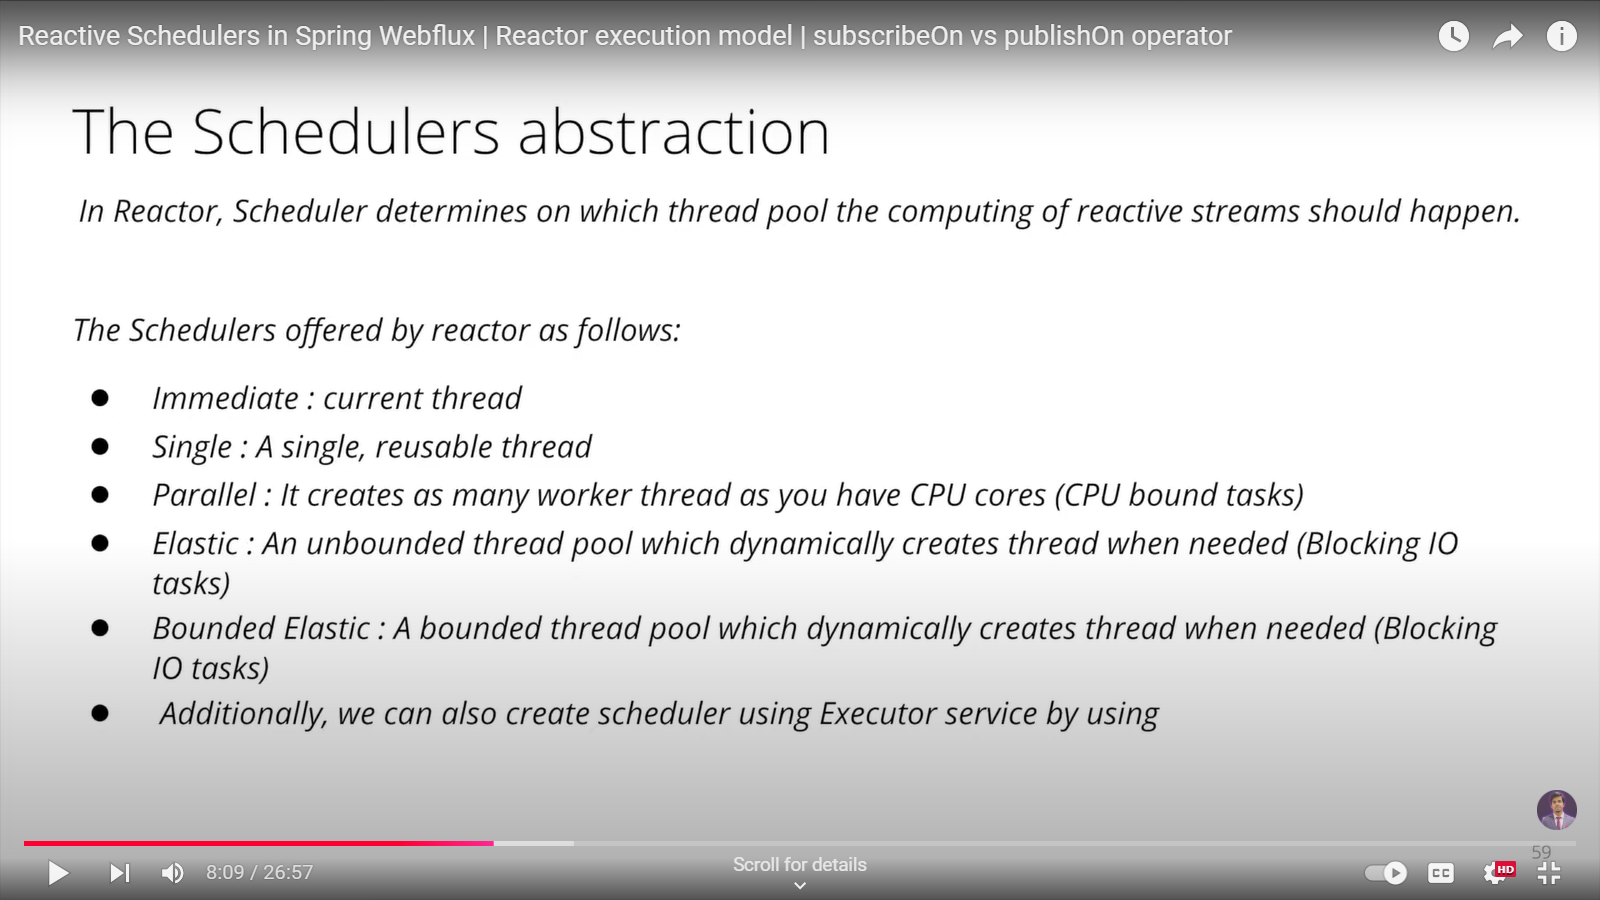 Reactive Schedulers in Spring Webflux | Reactor execution model | subscribeOn vs publishOn operator
The Schedulers abstraction
In Reactor, Scheduler determines on which thread pool the computing of reactive streams should happen.
The Schedulers offered by reactor as follows:
● Immediate : current thread
● Single : A single, reusable thread
● Parallel : It creates as many worker thread as you have CPU cores (CPU bound tasks)
● Elastic : An unbounded thread pool which dynamically creates thread when needed (Blocking IO
tasks)
● Bounded Elastic : A bounded thread pool which dynamically creates thread when needed (Blocking
IO tasks)
● Additionally, we can also create scheduler using Executor service by using
59
8:09 / 26:57
Scroll for details
CC
HD